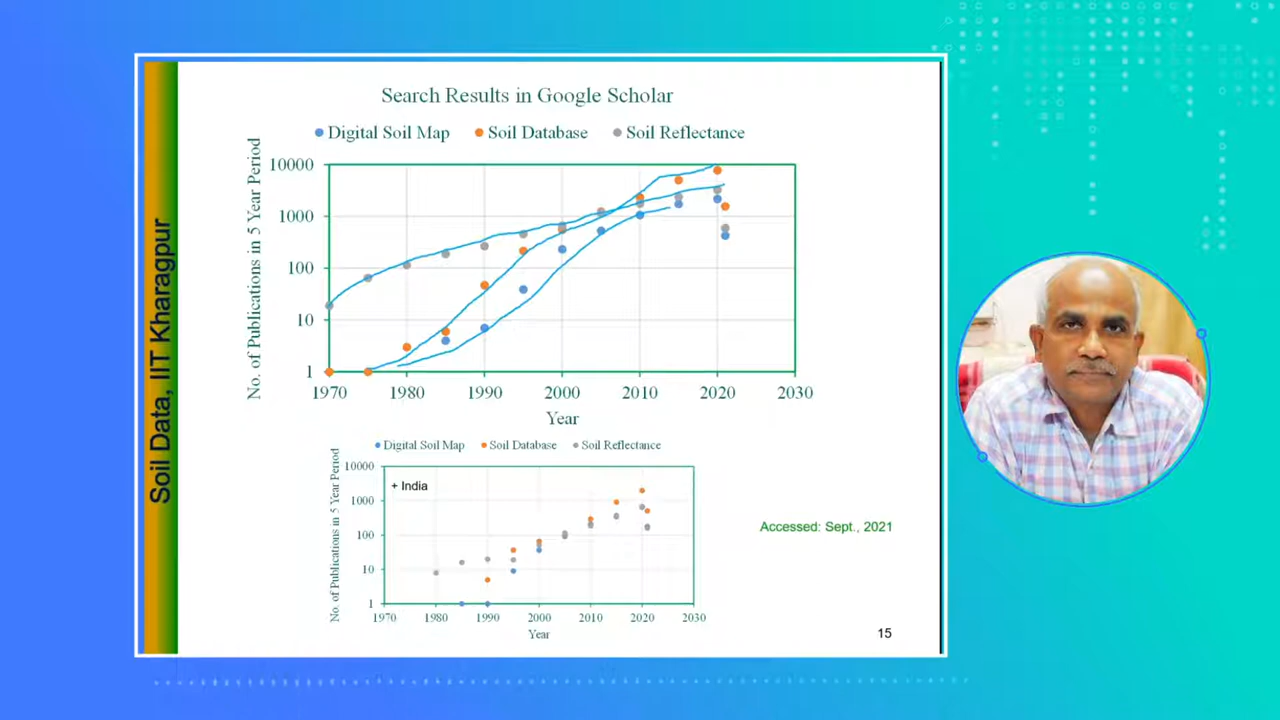 Soil Data, IIT Kharagpur
Search Results in Google Scholar
Digital Soil Map Soil Database Soil Reflectance
No. of Publications in 5 Year Period
10000
1000
100
10
1
1970 1980 1990 2000 2010 2020 2030
Year
Digital Soil Map Soil Database Soil Reflectance
No. of Publications in 5 Year Period
10000
+ India
1000
100
10
1
1970 1980 1990 2000 2010 2020 2030
Year
Accessed: Sept., 2021
15